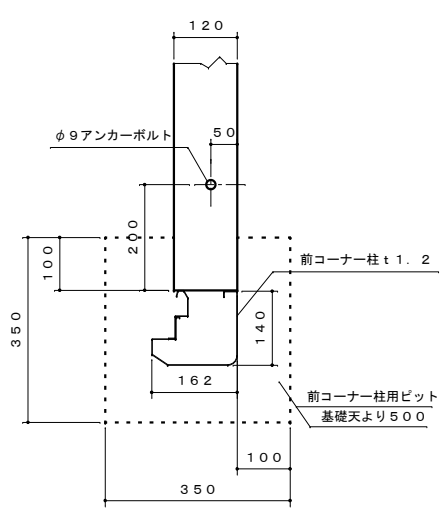 １２０
φ９アンカーボルト
５０
２００
１００
３５０
前コーナー柱ｔ１．２
１４０
１６２
前コーナー柱用ピット
基礎天より５００
１００
３５０